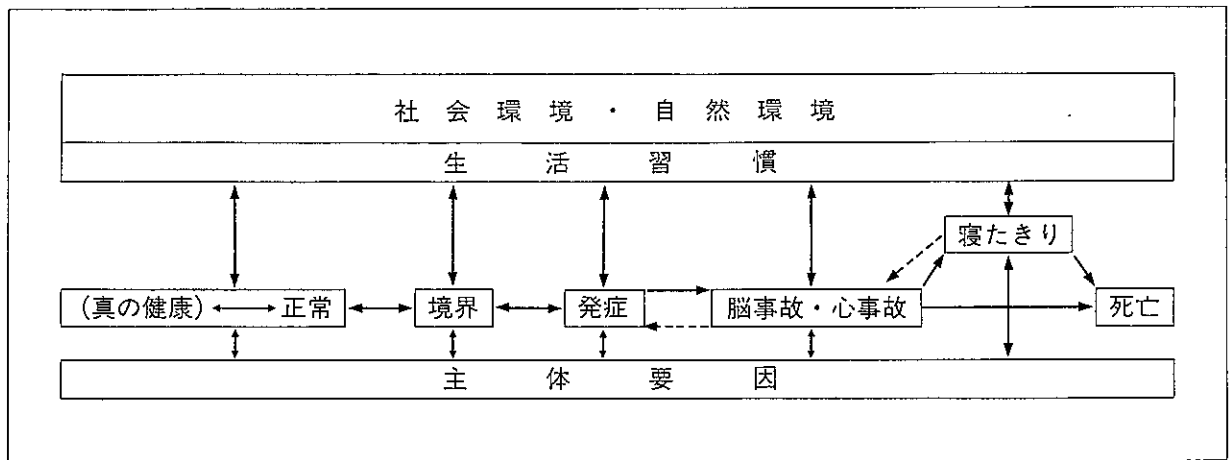 社会環境・自然環境
生活習慣
寝たきり
(真の健康) 正常 境界 発症 脳事故・心事故 死亡
主体要因